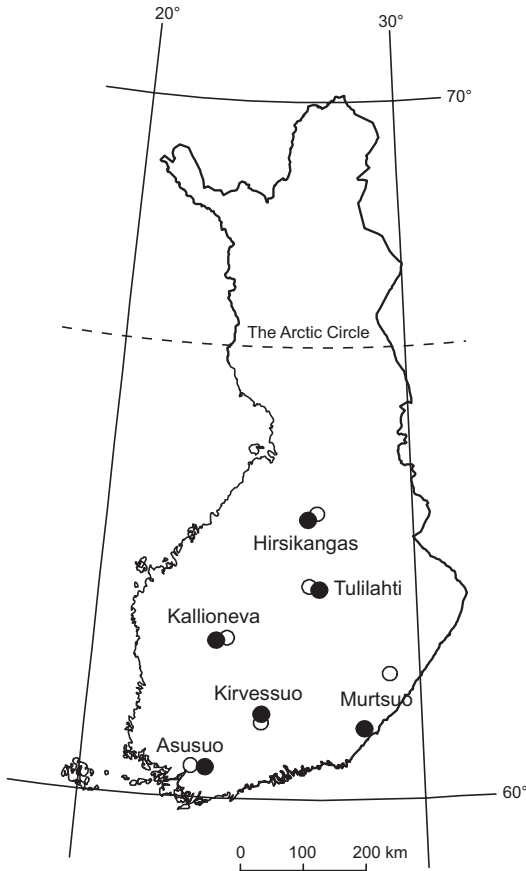 20°
30°
70°
The Arctic Circle
Hirsikangas
Tulilahti
Kallioneva
Kirvessuo
Murtsuo
Asusuo
60°
0 100 200 km